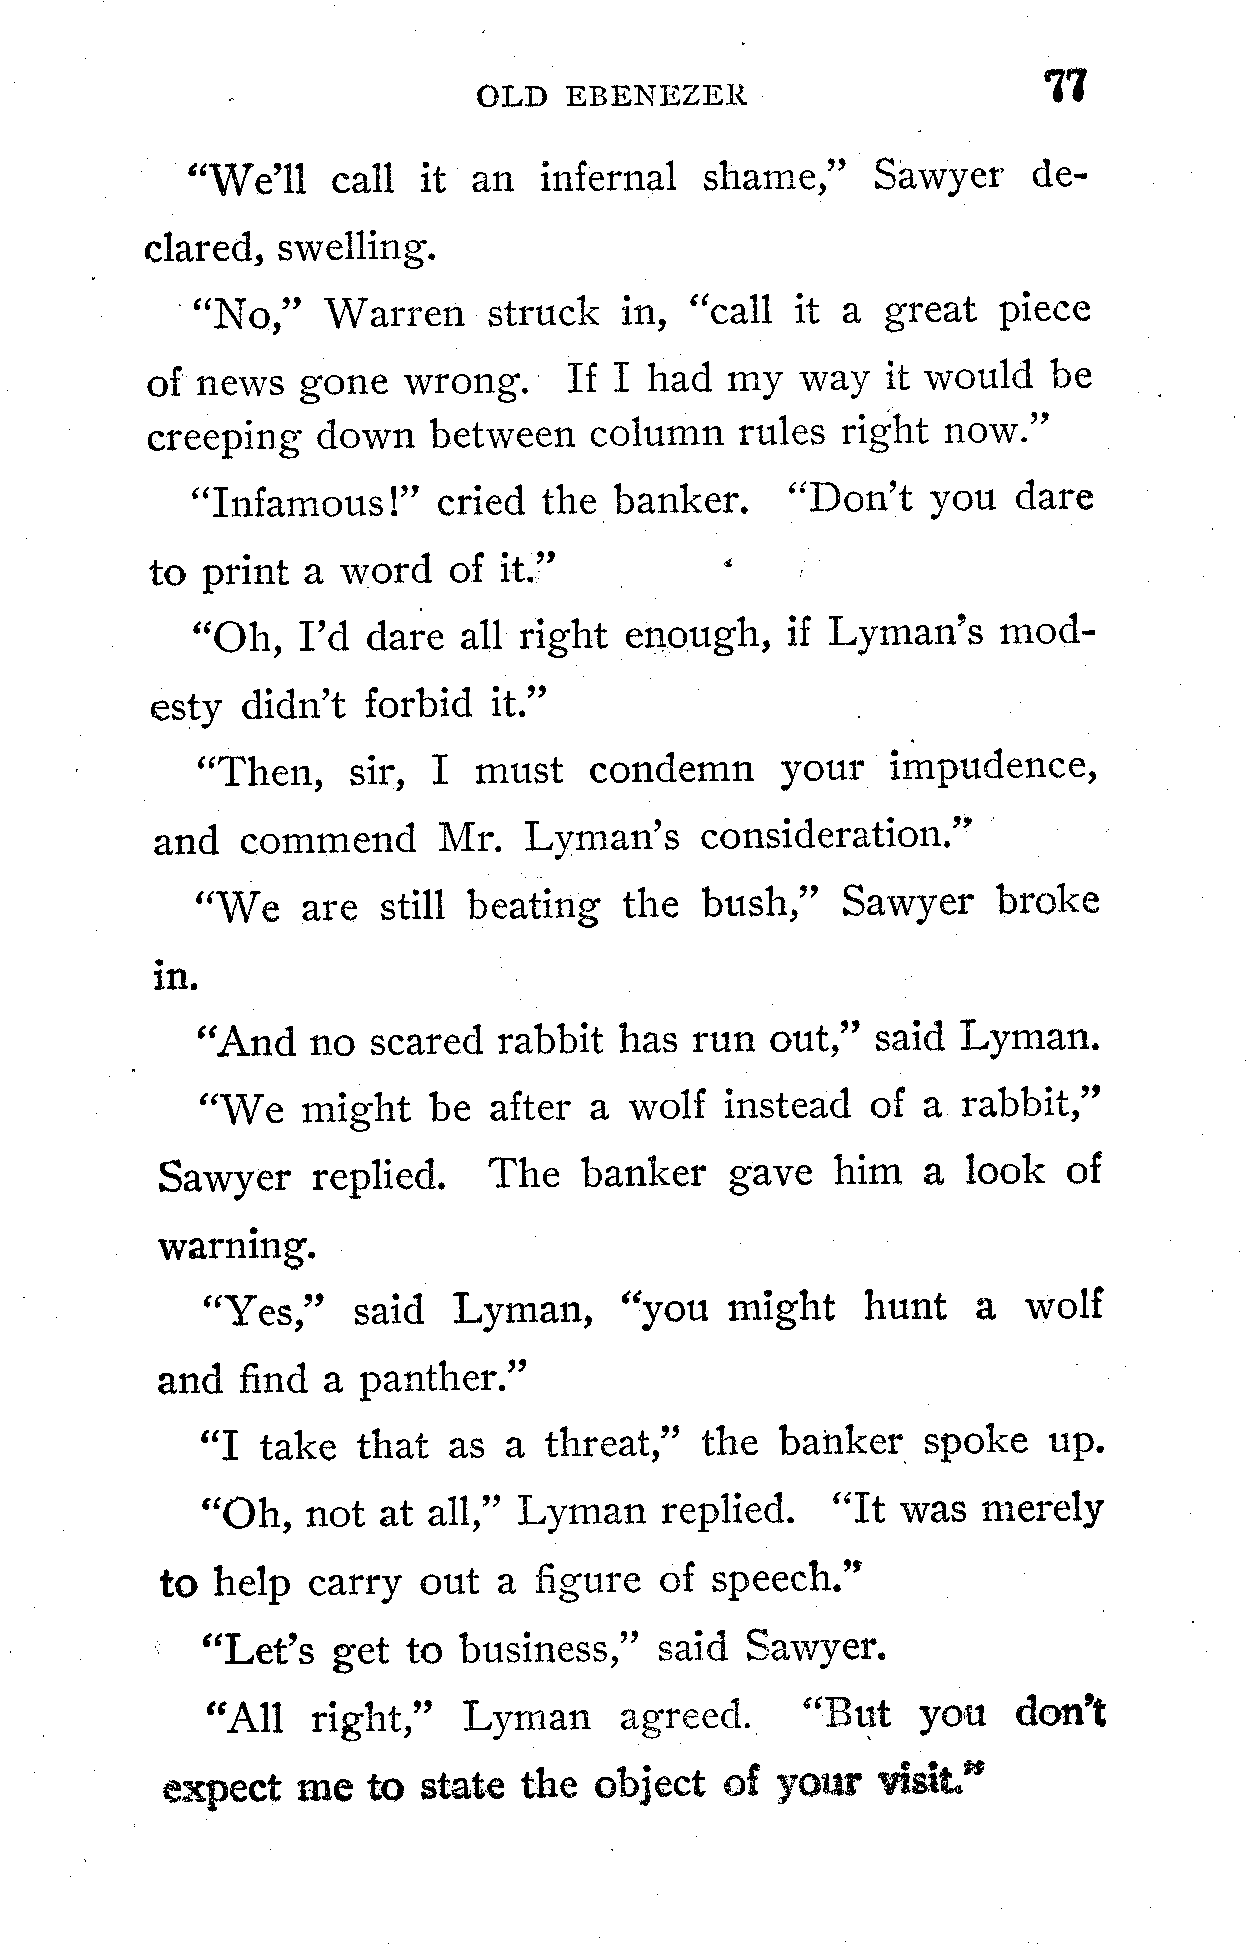 OLD EBENEZER 77
“We’ll call it an infernal shame,” Sawyer de-
clared, swelling.
“No,” Warren struck in, “call it a great piece
of news gone wrong. If I had my way it would be
creeping down between column rules right now.”
“Infamous!” cried the banker. “Don’t you dare
to print a word of it.”
“Oh, I’d dare all right enough, if Lyman’s mod-
esty didn’t forbid it.”
“Then, sir, I must condemn your impudence,
and commend Mr. Lyman’s consideration.”
“We are still beating the bush,” Sawyer broke
in.
“And no scared rabbit has run out,” said Lyman.
“We might be after a wolf instead of a rabbit,”
Sawyer replied. The banker gave him a look of
warning.
“Yes,” said Lyman, “you might hunt a wolf
and find a panther.”
“I take that as a threat,” the banker spoke up.
“Oh, not at all,” Lyman replied. “It was merely
to help carry out a figure of speech.”
“Let’s get to business,” said Sawyer.
“All right,” Lyman agreed. “But you don’t
expect me to state the object of your visit.”